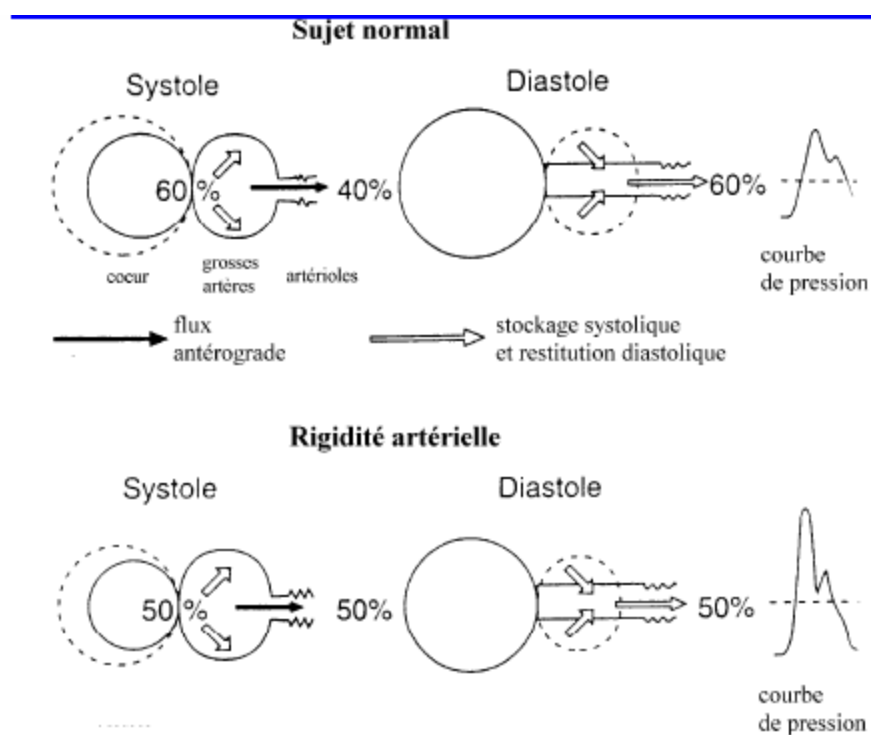 Sujet normal
Systole
Diastole
60 %
40%
60%
coeur
grosses
artères
artérioles
courbe
de pression
flux
antérograde
stockage systolique
et restitution diastolique
Rigidité artérielle
Systole
Diastole
50 %
50%
50%
courbe
de pression